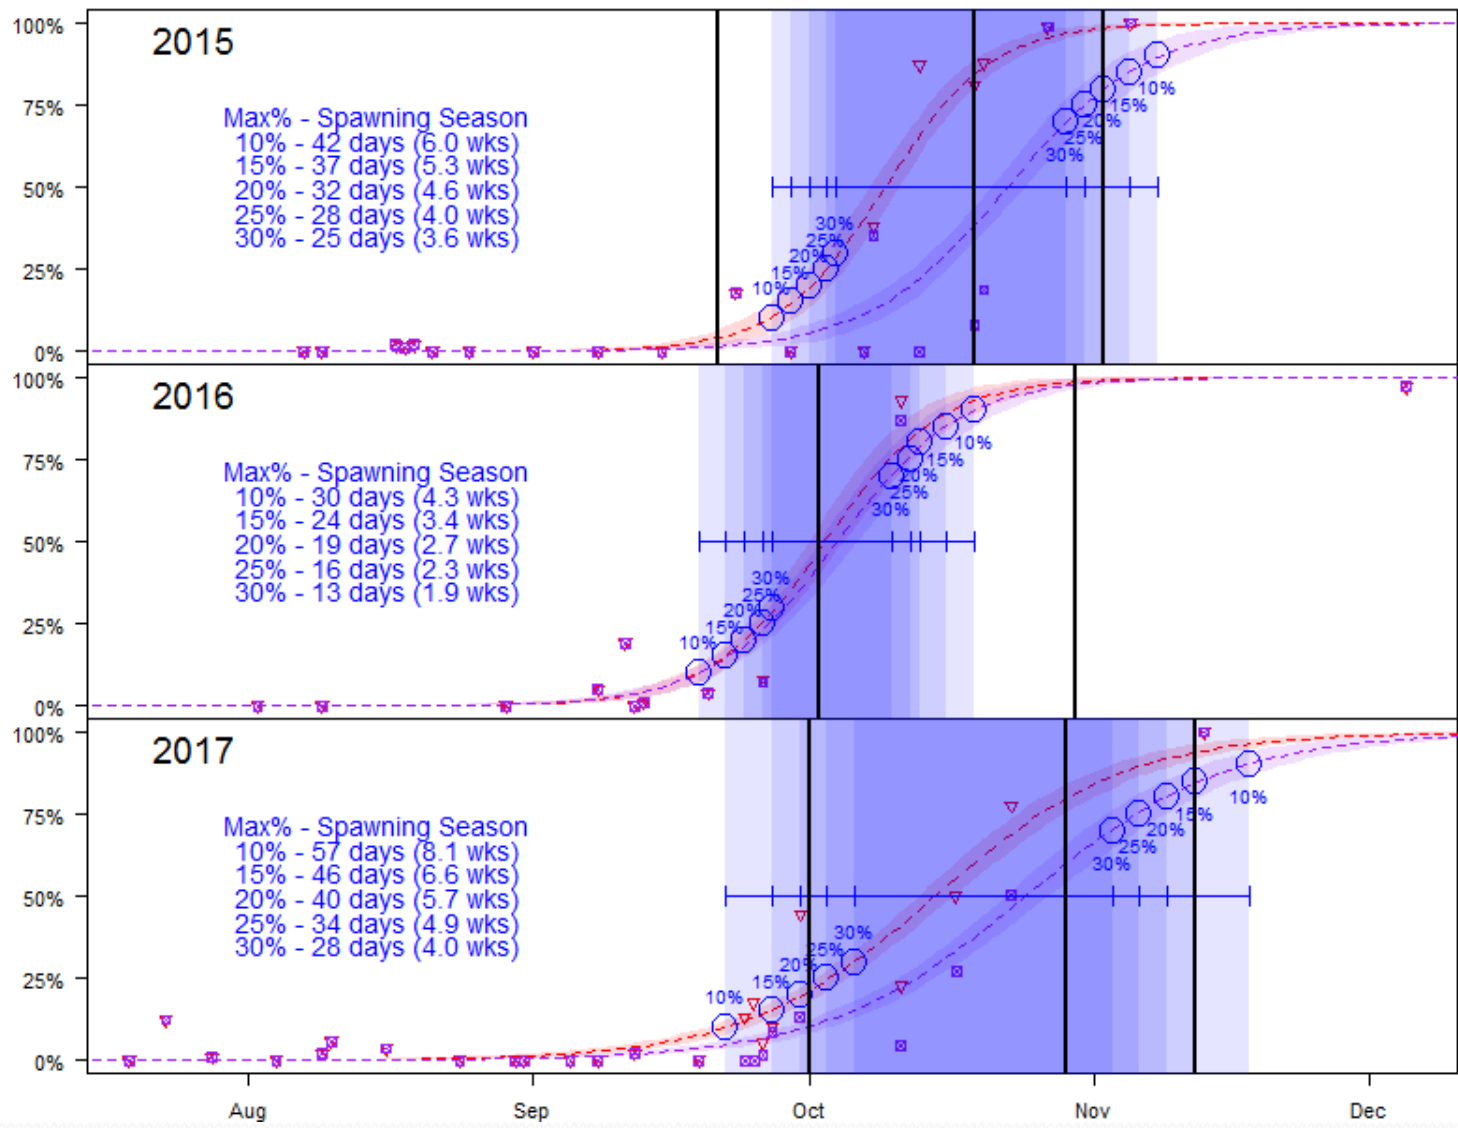 2015
100%
75%
50%
25%
0%
Max% - Spawning Season
10% - 42 days (6.0 wks)
15% - 37 days (5.3 wks)
20% - 32 days (4.6 wks)
25% - 28 days (4.0 wks)
30% - 25 days (3.6 wks)
30%
25%
20%
15%
10%
10%
15%
20%
25%
30%
2016
100%
75%
50%
25%
0%
Max% - Spawning Season
10% - 30 days (4.3 wks)
15% - 24 days (3.4 wks)
20% - 19 days (2.7 wks)
25% - 16 days (2.3 wks)
30% - 13 days (1.9 wks)
30%
25%
20%
15%
10%
10%
15%
20%
25%
30%
2017
100%
75%
50%
25%
0%
Max% - Spawning Season
10% - 57 days (8.1 wks)
15% - 46 days (6.6 wks)
20% - 40 days (5.7 wks)
25% - 34 days (4.9 wks)
30% - 28 days (4.0 wks)
30%
25%
20%
15%
10%
10%
15%
20%
25%
30%
Aug Sep Oct Nov Dec